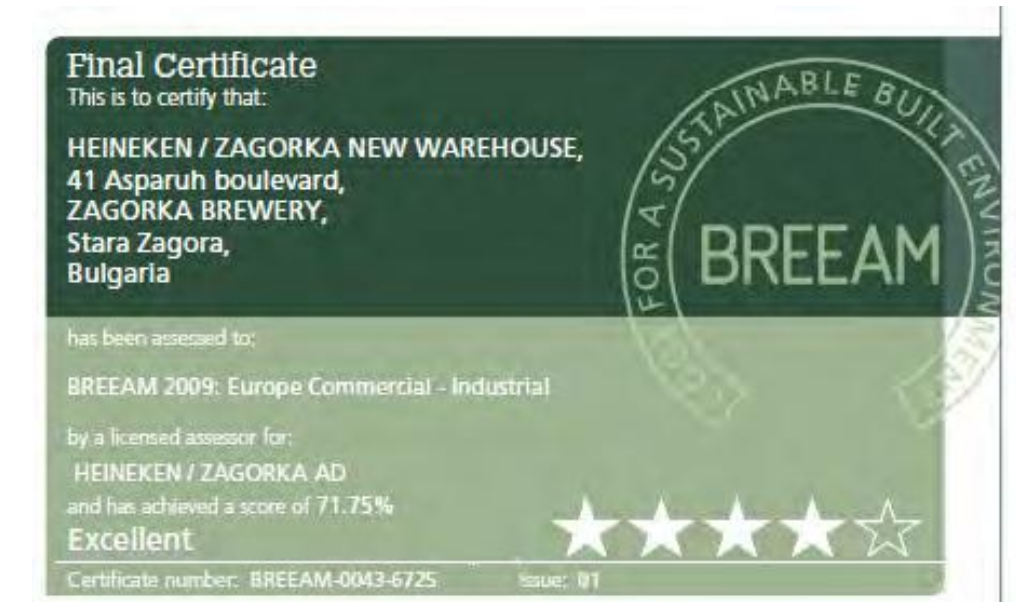 Final Certificate
This is to certify that:
HEINEKEN / ZAGORKA NEW WAREHOUSE,
41 Asparuh boulevard,
ZAGORKA BREWERY,
Stara Zagora,
Bulgaria
FOR A SUSTAINABLE BUILT ENVIRONMENT
BREEAM
has been assessed to:
BREEAM 2009: Europe Commercial - Industrial
by a licensed assessor for:
HEINEKEN / ZAGORKA AD
and has achieved a score of 71.75%
Excellent
Certificate number: BREEAM-0043-6725 Issue: 01